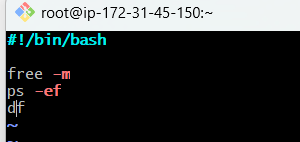 root@ip-172-31-45-150:~
#!/bin/bash
free -m
ps -ef
df
~
~